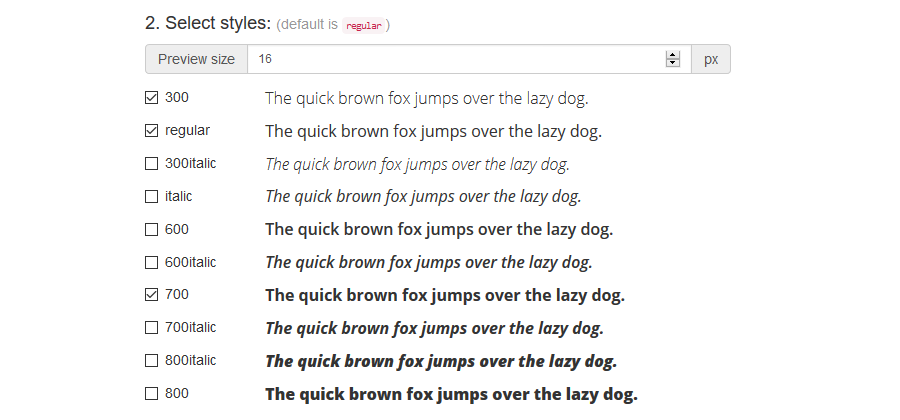 2. Select styles: (default is regular )
Preview size 16 px
300 The quick brown fox jumps over the lazy dog.
regular The quick brown fox jumps over the lazy dog.
300italic The quick brown fox jumps over the lazy dog.
italic The quick brown fox jumps over the lazy dog.
600 The quick brown fox jumps over the lazy dog.
600italic The quick brown fox jumps over the lazy dog.
700 The quick brown fox jumps over the lazy dog.
700italic The quick brown fox jumps over the lazy dog.
800italic The quick brown fox jumps over the lazy dog.
800 The quick brown fox jumps over the lazy dog.